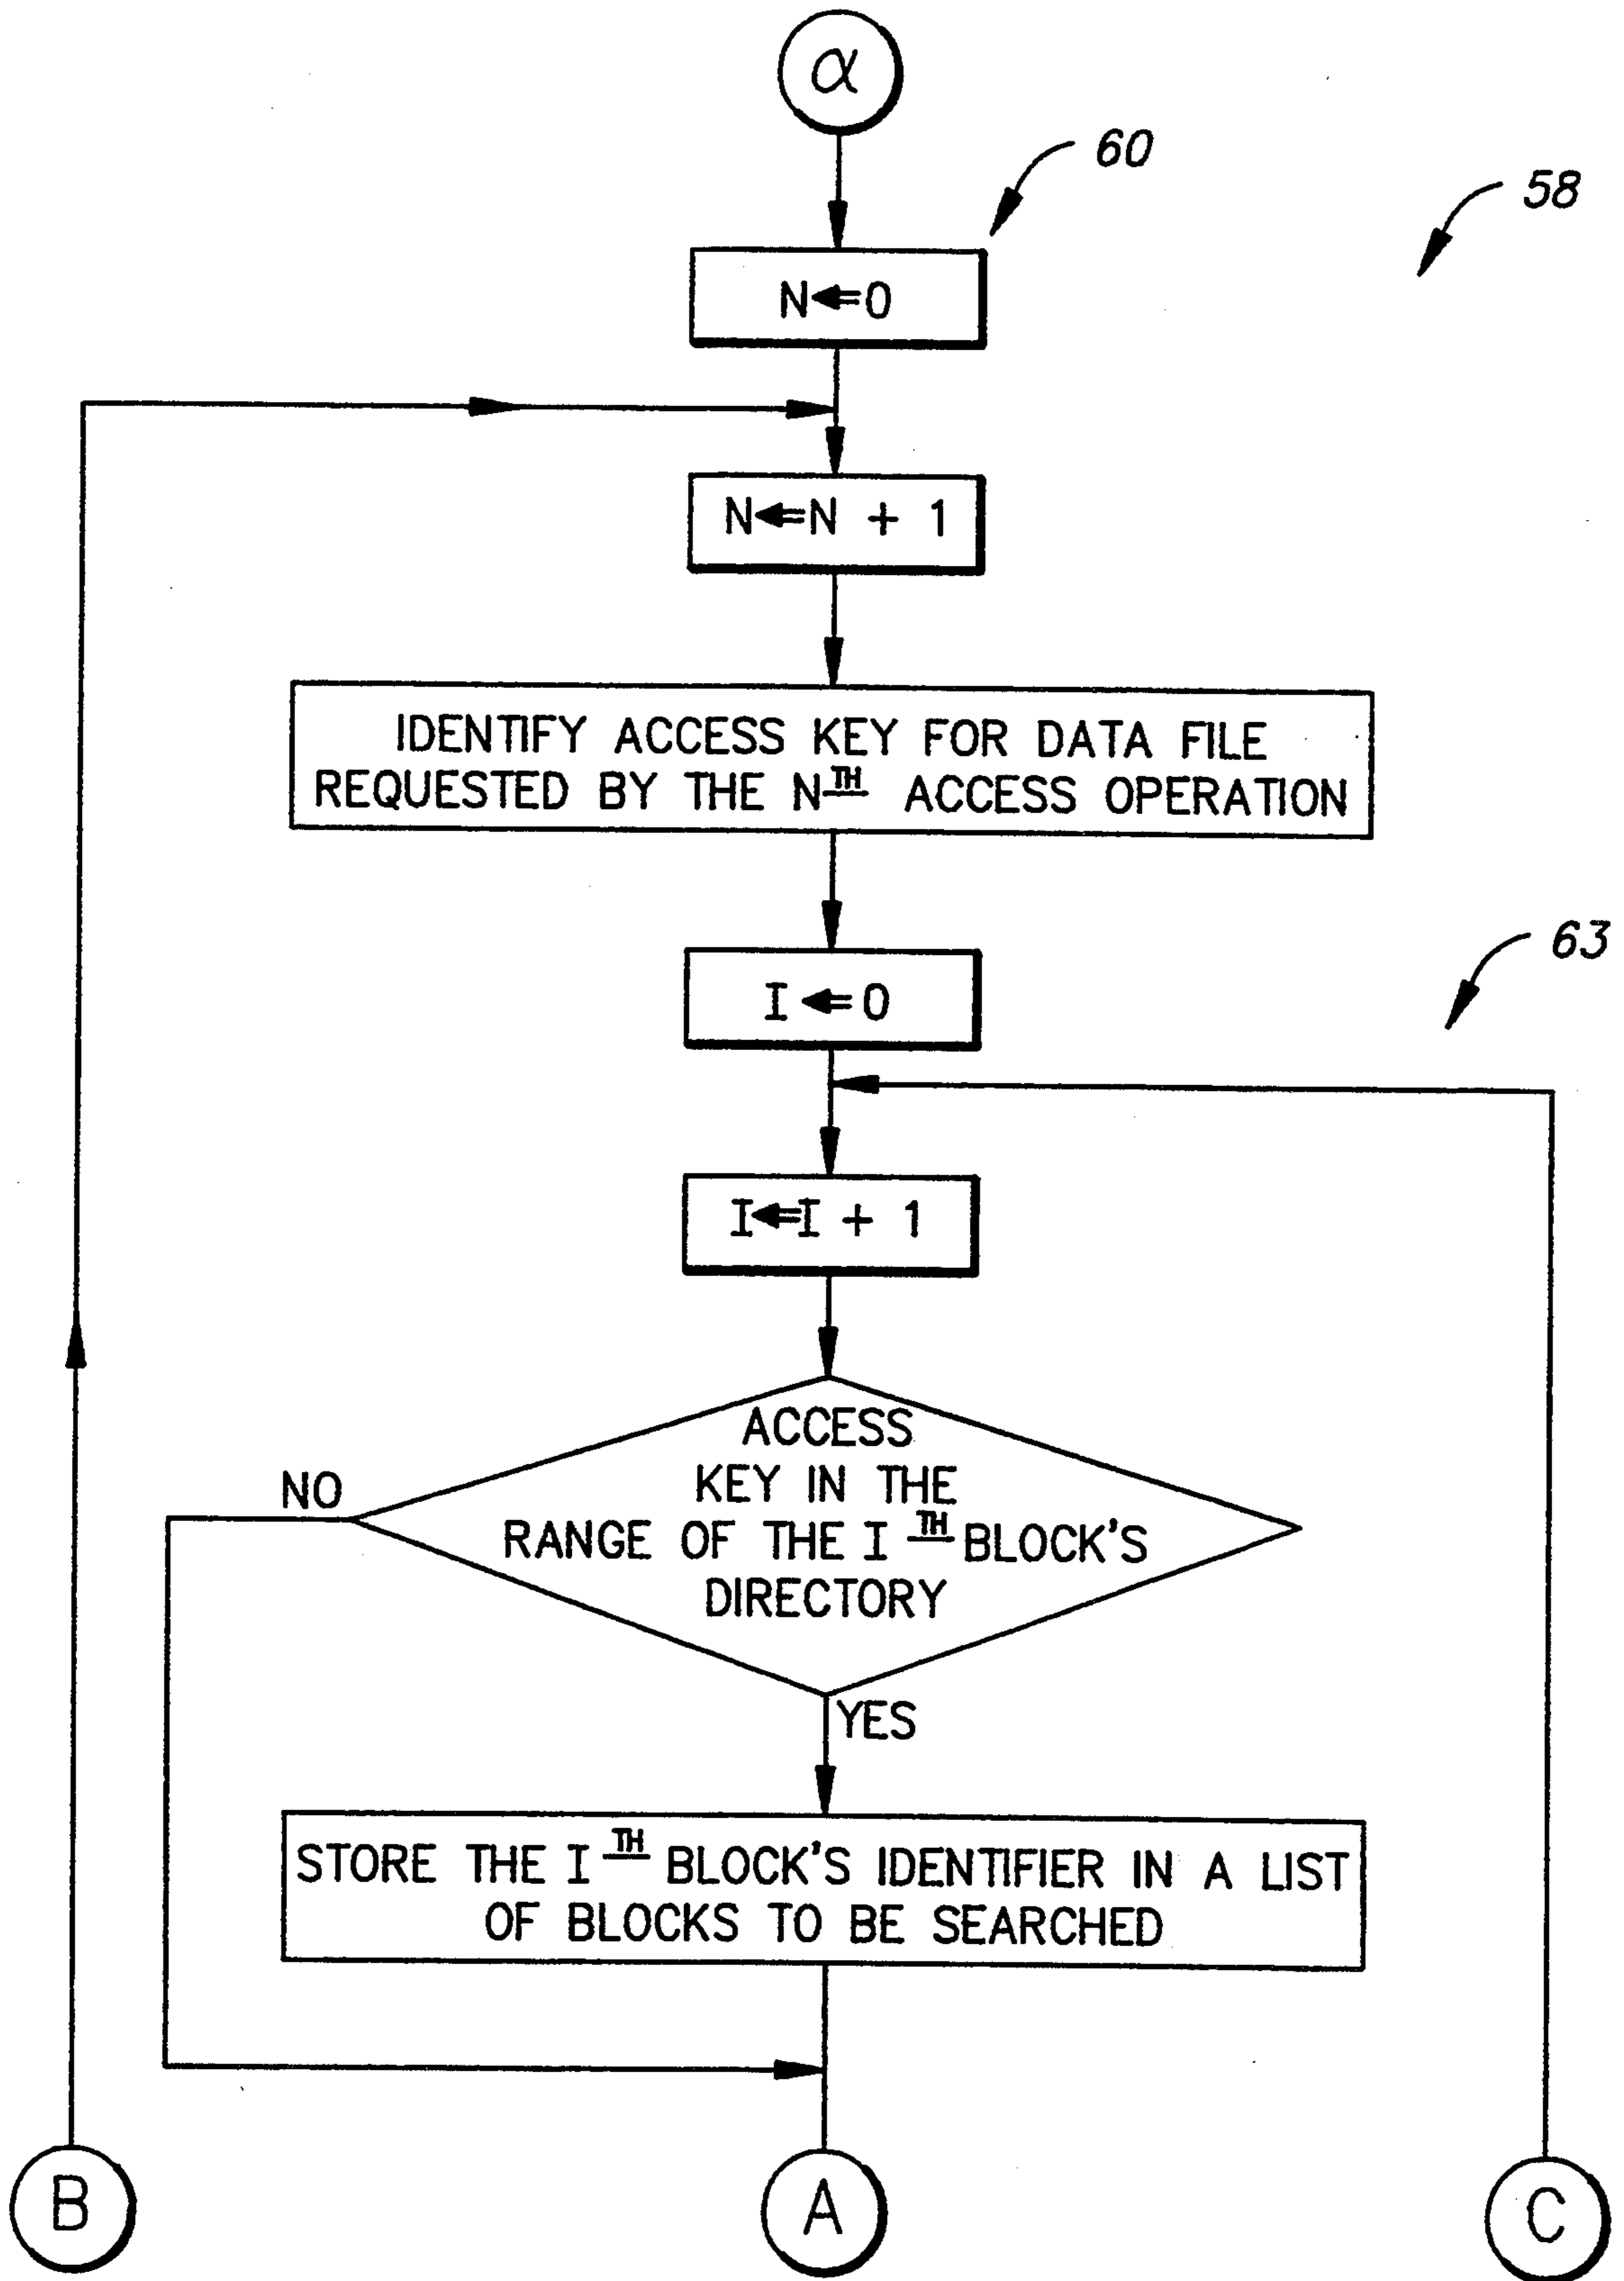 α
60
58
N⇐0
N⇐N + 1
IDENTIFY ACCESS KEY FOR DATA FILE
REQUESTED BY THE NTH ACCESS OPERATION
63
I ⇐0
I⇐I + 1
ACCESS
KEY IN THE
RANGE OF THE I TH BLOCK'S
DIRECTORY
NO
YES
STORE THE I TH BLOCK'S IDENTIFIER IN A LIST
OF BLOCKS TO BE SEARCHED
B
A
C